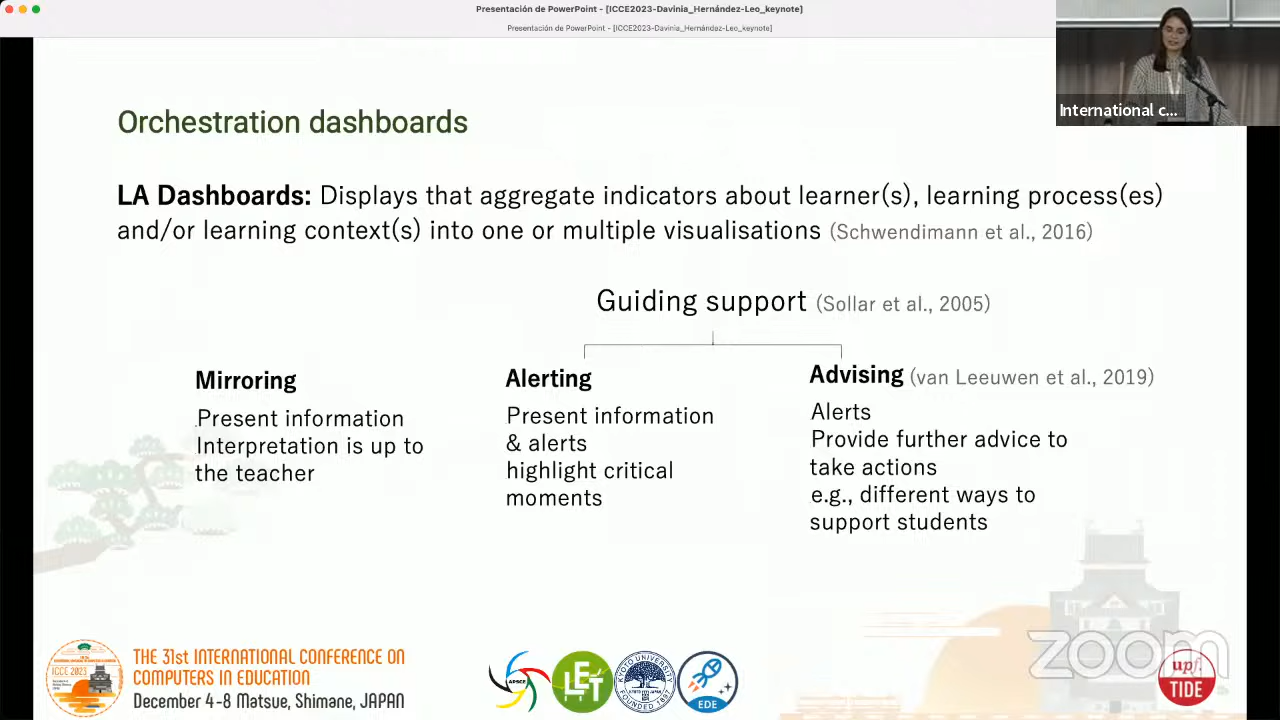 Presentación de PowerPoint - [ICCE2023-Davinia_Hernández-Leo_keynote]
Presentación de PowerPoint - [ICCE2023-Davinia_Hernández-Leo_keynote]
International c...
Orchestration dashboards
LA Dashboards: Displays that aggregate indicators about learner(s), learning process(es)
and/or learning context(s) into one or multiple visualisations (Schwendimann et al., 2016)
Guiding support (Sollar et al., 2005)
Mirroring
Present information
Interpretation is up to
the teacher
Alerting
Present information
& alerts
highlight critical
moments
Advising (van Leeuwen et al., 2019)
Alerts
Provide further advice to
take actions
e.g., different ways to
support students
ICCE 2023
THE 31st INTERNATIONAL CONFERENCE ON
COMPUTERS IN EDUCATION
December 4-8 Matsue, Shimane, JAPAN
APSCE
LET
KYOTO UNIVERSITY
EDE
zoom
upf.
TIDE